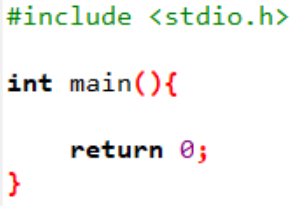 #include <stdio.h>
int main(){
return 0;
}